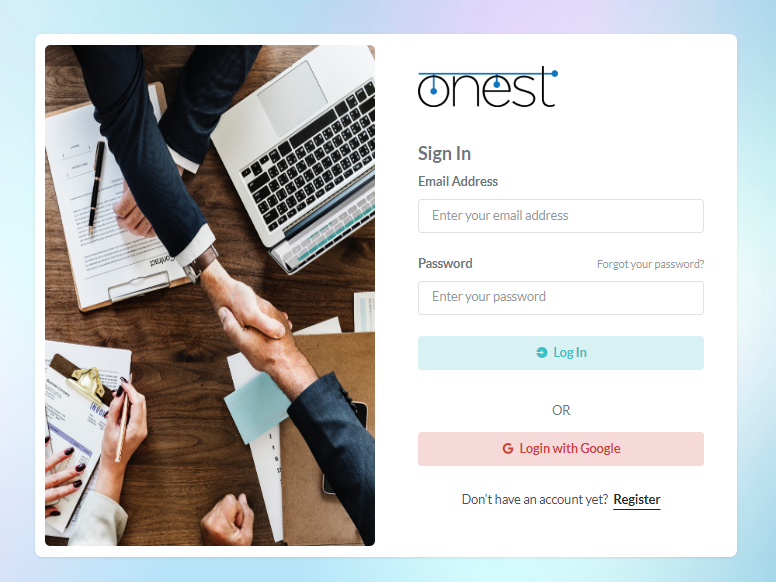 onest
Sign In
Email Address
Enter your email address
Password Forgot your password?
Enter your password
Log In
OR
Login with Google
Don't have an account yet? Register
Contract